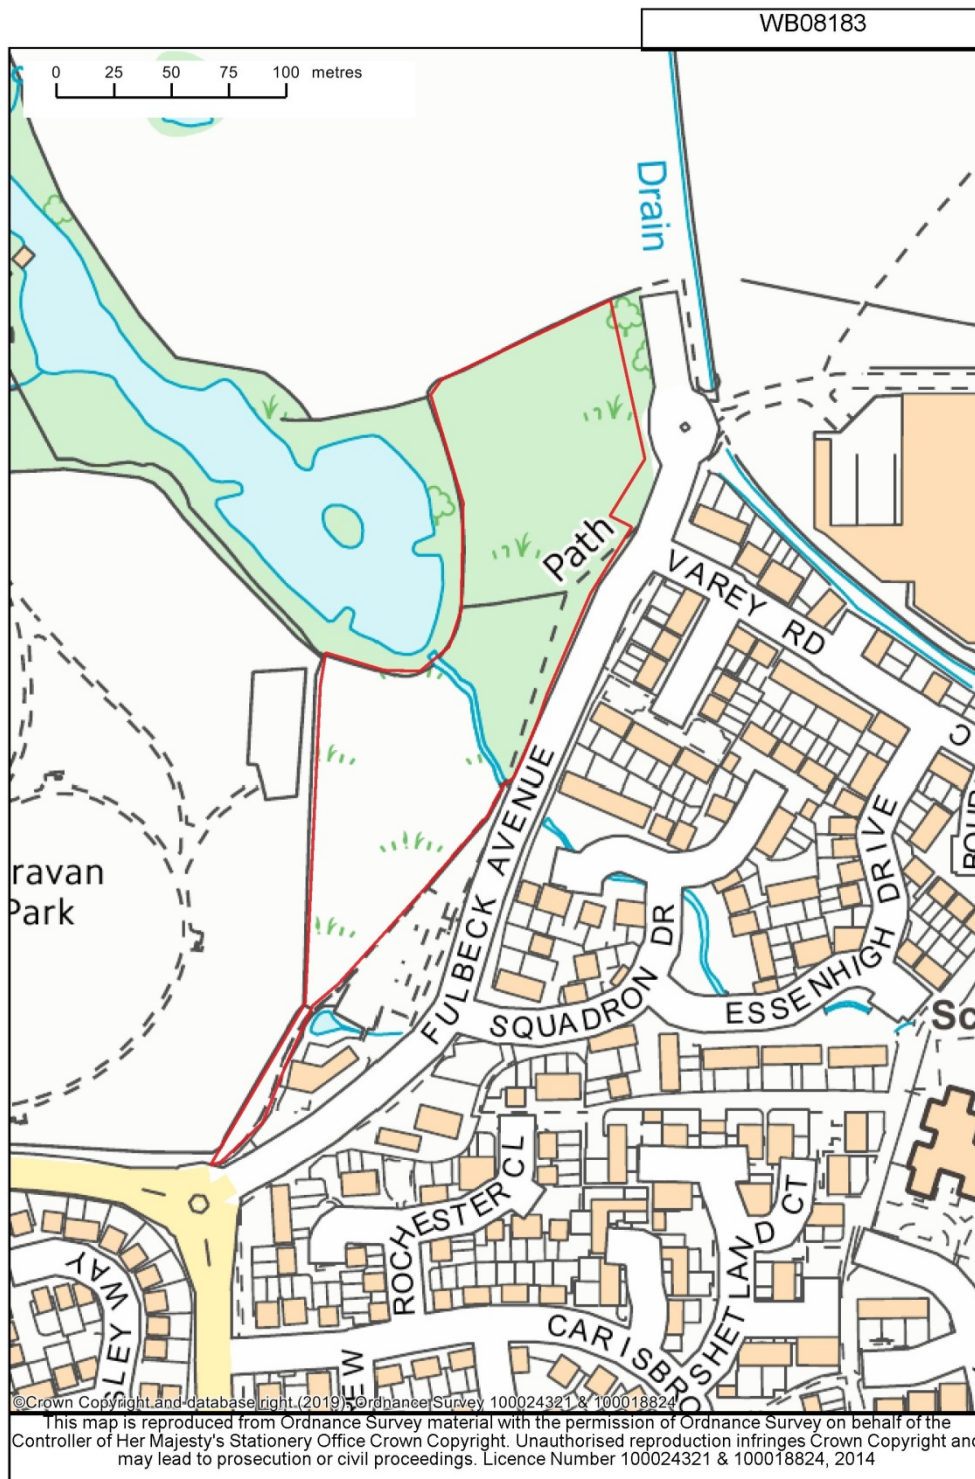 WB08183
0 25 50 75 100 metres
Drain
Path
VAREY RD
FULBECK AVENUE
ravan
Park
SQUADRON DR
ESSENHIGH DRIVE
Sc
ROCHESTER CL
SHETLAND CT
SLEY WAY
EW
CARISBRO
C
©Crown Copyright and database right (2019). Ordnance Survey 100024321 & 100018824
This map is reproduced from Ordnance Survey material with the permission of Ordnance Survey on behalf of the
Controller of Her Majesty's Stationery Office Crown Copyright. Unauthorised reproduction infringes Crown Copyright and
may lead to prosecution or civil proceedings. Licence Number 100024321 & 100018824, 2014